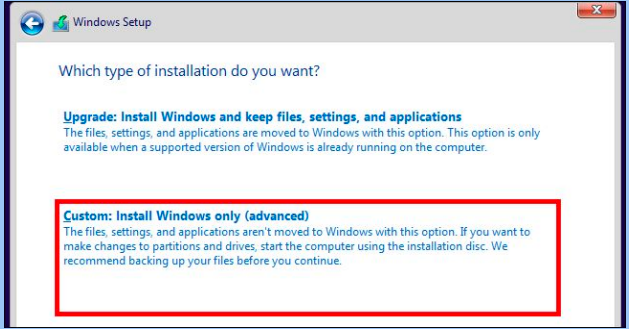 Windows Setup
Which type of installation do you want?
Upgrade: Install Windows and keep files, settings, and applications
The files, settings, and applications are moved to Windows with this option. This option is only
available when a supported version of Windows is already running on the computer.
Custom: Install Windows only (advanced)
The files, settings, and applications aren't moved to Windows with this option. If you want to
make changes to partitions and drives, start the computer using the installation disc. We
recommend backing up your files before you continue.